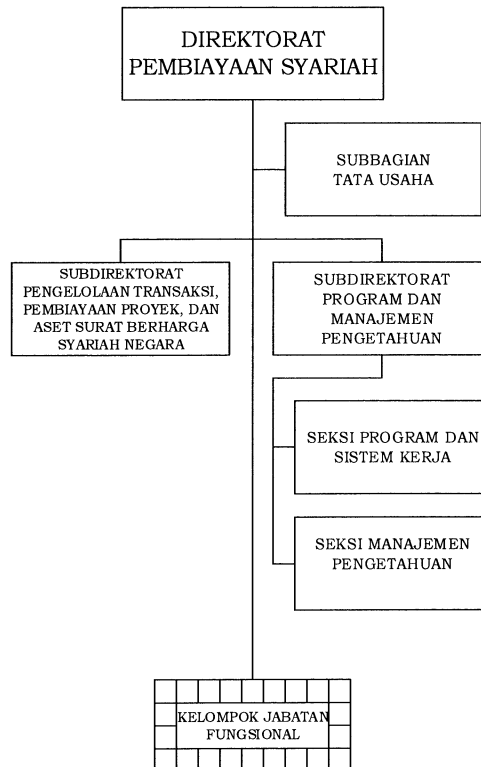 DIREKTORAT
PEMBIAYAAN SYARIAH
SUBBAGIAN
TATA USAHA
SUBDIREKTORAT
PENGELOLAAN TRANSAKSI,
PEMBIAYAAN PROYEK, DAN
ASET SURAT BERHARGA
SYARIAH NEGARA
SUBDIREKTORAT
PROGRAM DAN
MANAJEMEN
PENGETAHUAN
SEKSI PROGRAM DAN
SISTEM KERJA
SEKSI MANAJEMEN
PENGETAHUAN
KELOMPOK JABATAN
FUNGSIONAL